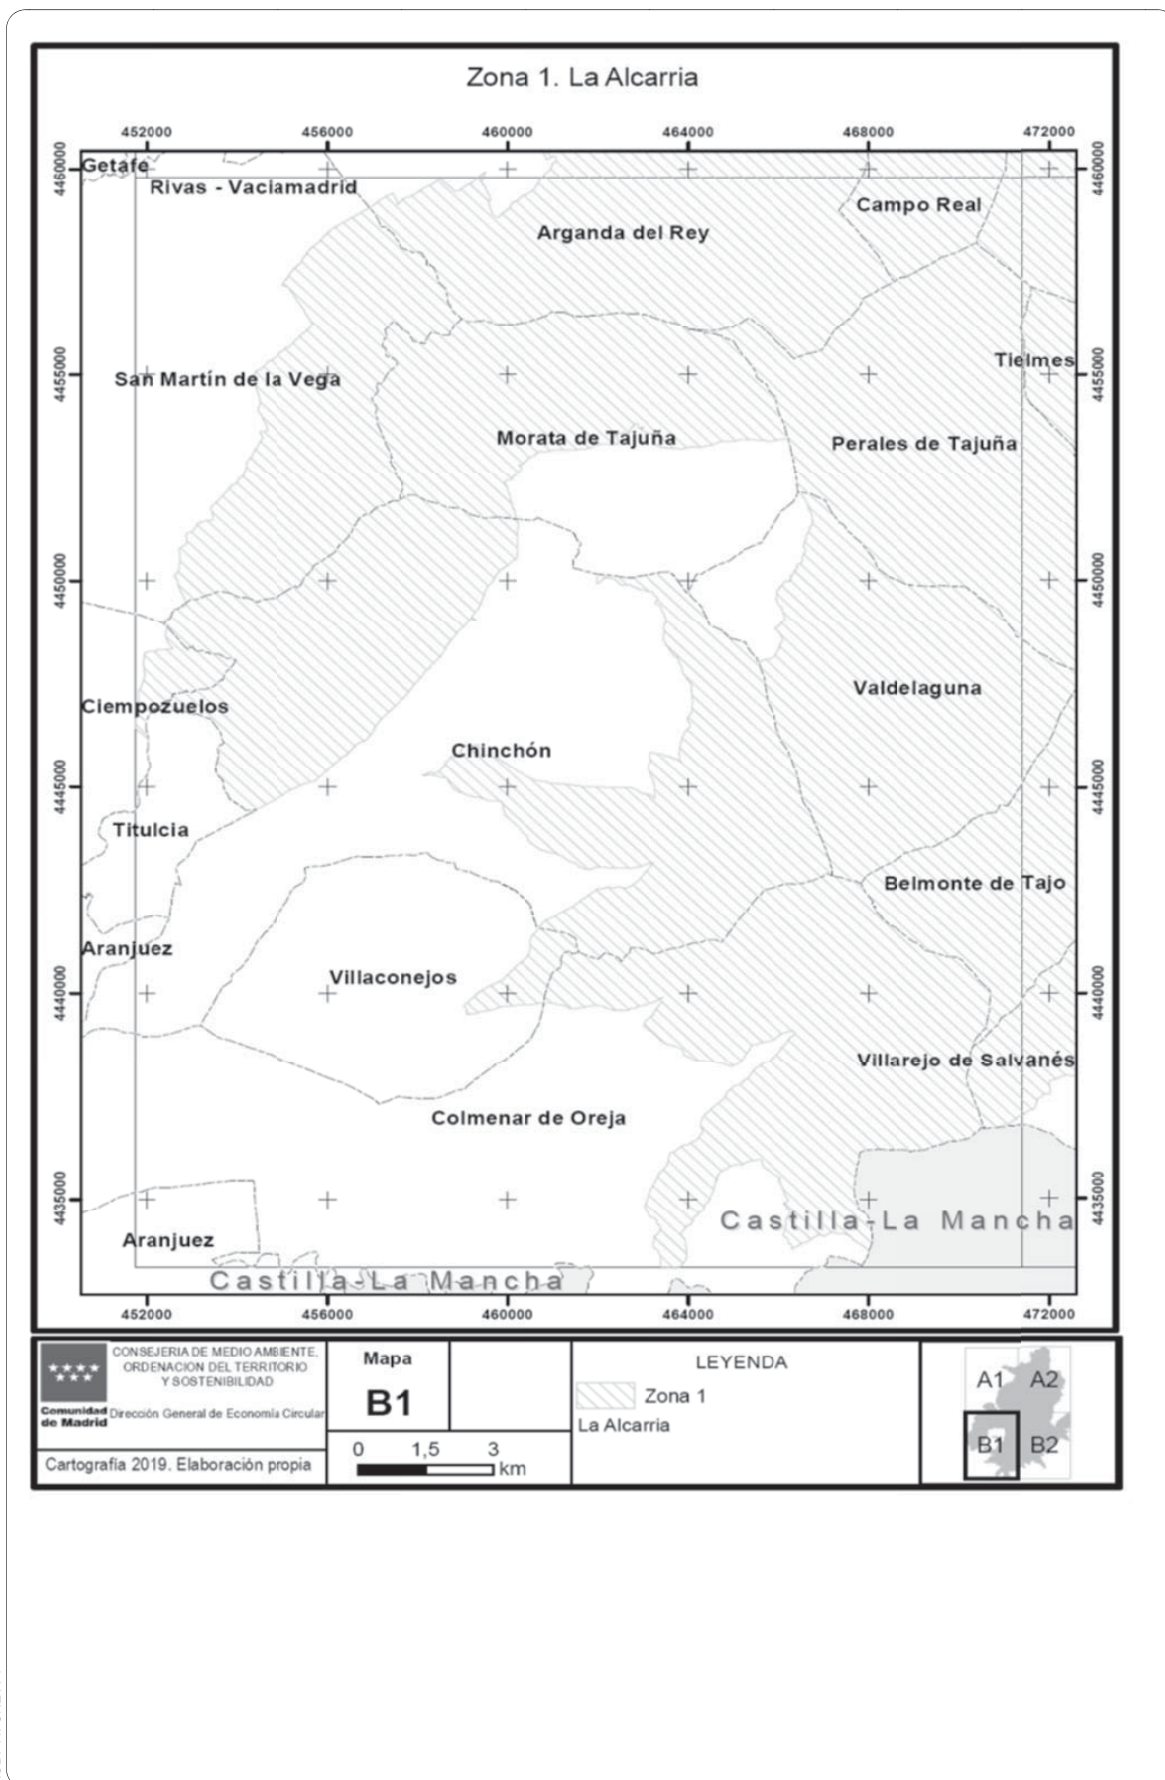 Zona 1. La Alcarria
452000 456000 460000 464000 468000 472000
4460000 4460000
Getafe
Rivas - Vaciamadrid
Campo Real
Arganda del Rey
Tielmes
4455000 4455000
San Martín de la Vega
Morata de Tajuña
Perales de Tajuña
4450000 4450000
Valdelaguna
Ciempozuelos
Chinchón
4445000 4445000
Titulcia
Belmonte de Tajo
Aranjuez
Villaconejos
4440000 4440000
Villarejo de Salvanés
Colmenar de Oreja
4435000 4435000
Castilla-La Mancha
Aranjuez
Castilla-La Mancha
452000 456000 460000 464000 468000 472000
CONSEJERIA DE MEDIO AMBIENTE,
ORDENACION DEL TERRITORIO
Y SOSTENIBILIDAD
Comunidad
de Madrid
Dirección General de Economía Circular
Cartografía 2019. Elaboración propia
Mapa
B1
0 1,5 3
km
LEYENDA
Zona 1
La Alcarria
A1 A2
B1 B2